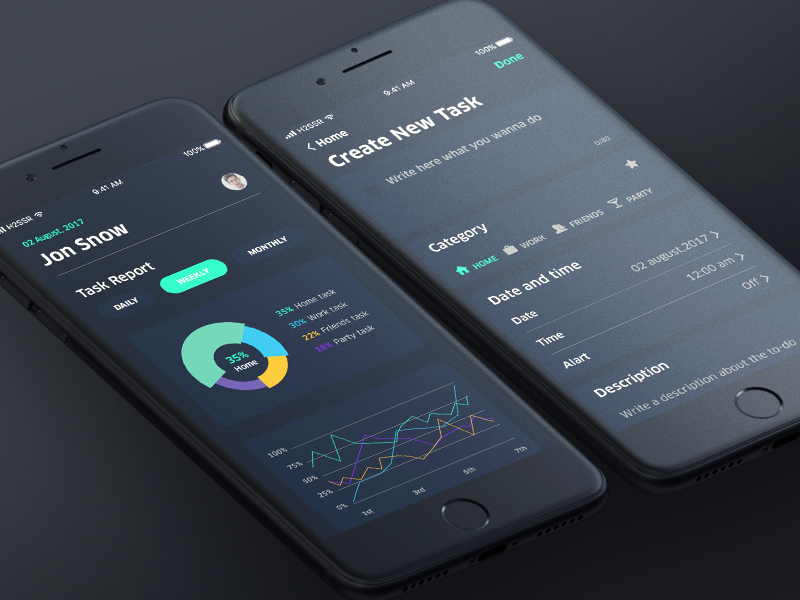 H2SSR
9:41 AM
100%
02 August, 2017
Jon Snow
Task Report
DAILY
WEEKLY
MONTHLY
35%
Home
35% Home task
30% Work task
22% Friends task
18% Party task
100%
75%
50%
25%
0%
1st
3rd
5th
7th
H2SSR
9:41 AM
100%
Home
Done
Create New Task
Write here what you wanna do
0/80
Category
HOME
WORK
FRIENDS
PARTY
Date and time
Date
02 august,2017
Time
12:00 am
Alart
Off
Description
Write a description about the to-do